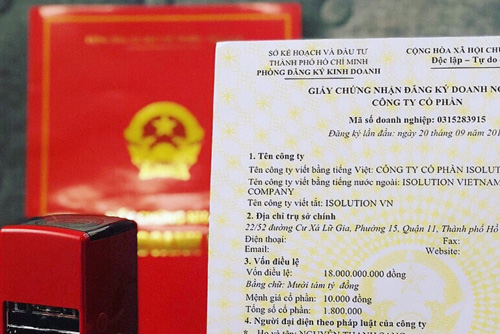 SỞ KẾ HOẠCH VÀ ĐẦU TƯ
THÀNH PHỐ HỒ CHÍ MINH
PHÒNG ĐĂNG KÝ KINH DOANH
CỘNG HÒA XÃ HỘI CH
Độc lập – Tự do
GIẤY CHỨNG NHẬN ĐĂNG KÝ DOANH NG
CÔNG TY CỔ PHẦN
Mã số doanh nghiệp: 0315283915
Đăng ký lần đầu: ngày 20 tháng 09 năm 201
1. Tên công ty
Tên công ty viết bằng tiếng Việt: CÔNG TY CỔ PHẦN ISOLUT
Tên công ty viết bằng tiếng nước ngoài: ISOLUTION VIETNAM
COMPANY
Tên công ty viết tắt: ISOLUTION VN
2. Địa chỉ trụ sở chính
22/52 đường Cư Xá Lữ Gia, Phường 15, Quận 11, Thành phố Hồ
Điện thoại:
Fax:
Email:
Website:
3. Vốn điều lệ
Vốn điều lệ: 18.000.000.000 đồng
Bằng chữ: Mười tám tỷ đồng
Mệnh giá cổ phần: 10.000 đồng
Tổng số cổ phần: 1.800.000
4. Người đại diện theo pháp luật của công ty